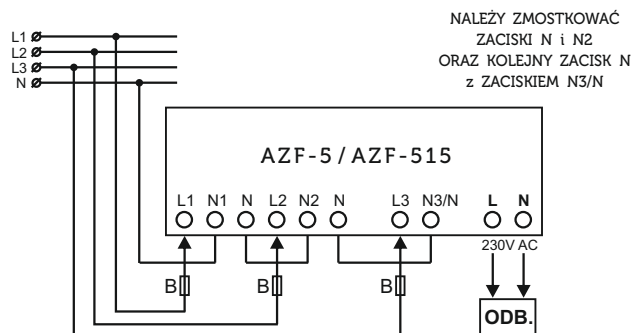 NALEŻY ZMOSTKOWAĆ
ZACISKI N i N2
ORAZ KOLEJNY ZACISK N
z ZACISKIEM N3/N
L1
L2
L3
N
AZF-5 / AZF-515
L1 N1 N L2 N2 N L3 N3/N L N
230V AC
B B B
ODB.